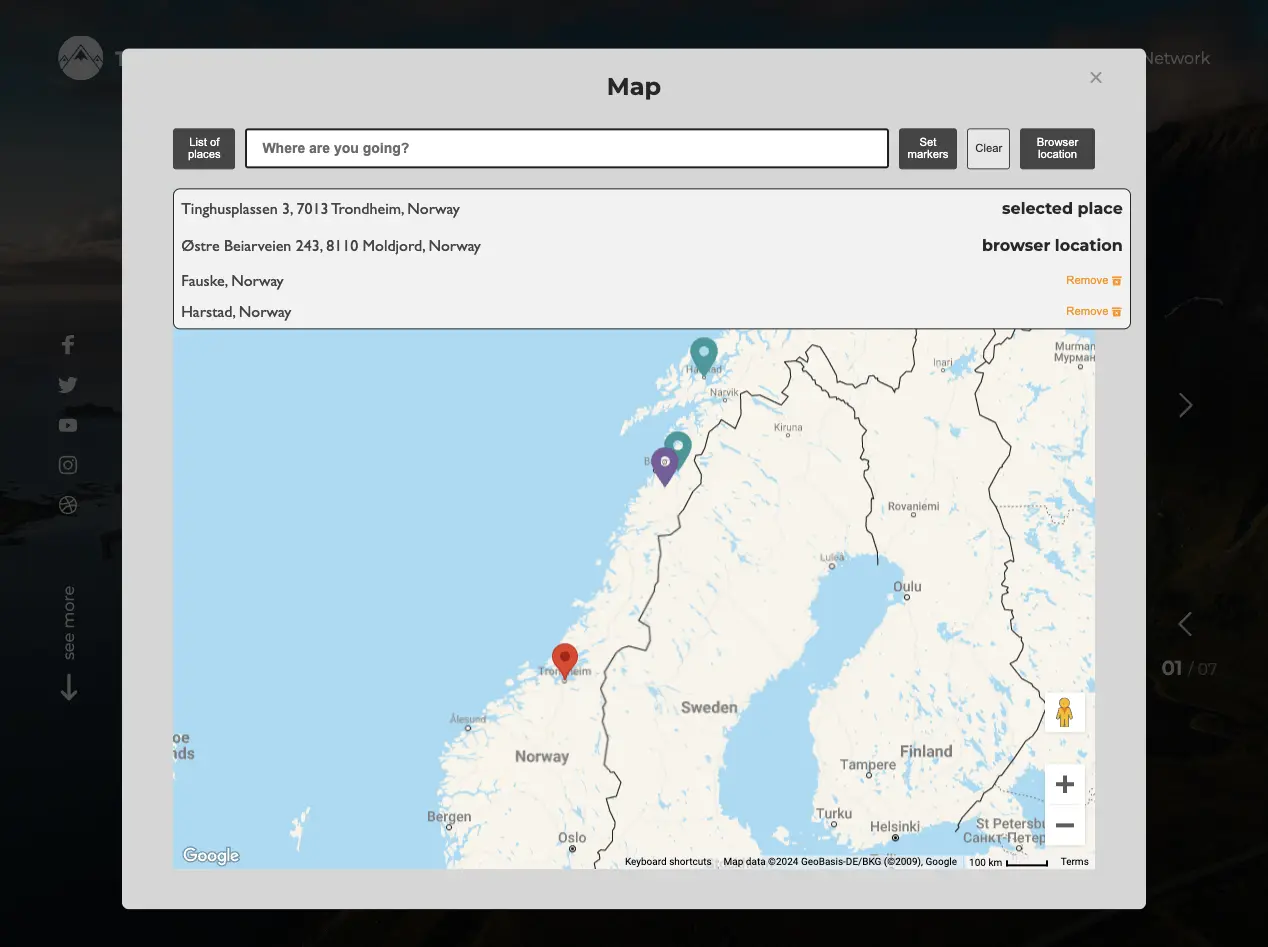 T
Network
Map
×
List of
places
Where are you going?
Set
markers
Clear
Browser
location
Tinghusplassen 3, 7013 Trondheim, Norway
selected place
Østre Beiarveien 243, 8110 Moldjord, Norway
browser location
Fauske, Norway
Remove
Harstad, Norway
Remove
Murman
Мурман
Inari
Narvik
Kiruna
Rovaniemi
Luleå
Oulu
see more
01 / 07
Trondheim
Sweden
Ålesund
oe
nds
Norway
Finland
Tampere
Bergen
Turku
Helsinki
St Petersbu
Санкт-Петер
Oslo
Google
Keyboard shortcuts
Map data ©2024 GeoBasis-DE/BKG (©2009), Google
100 km
Terms